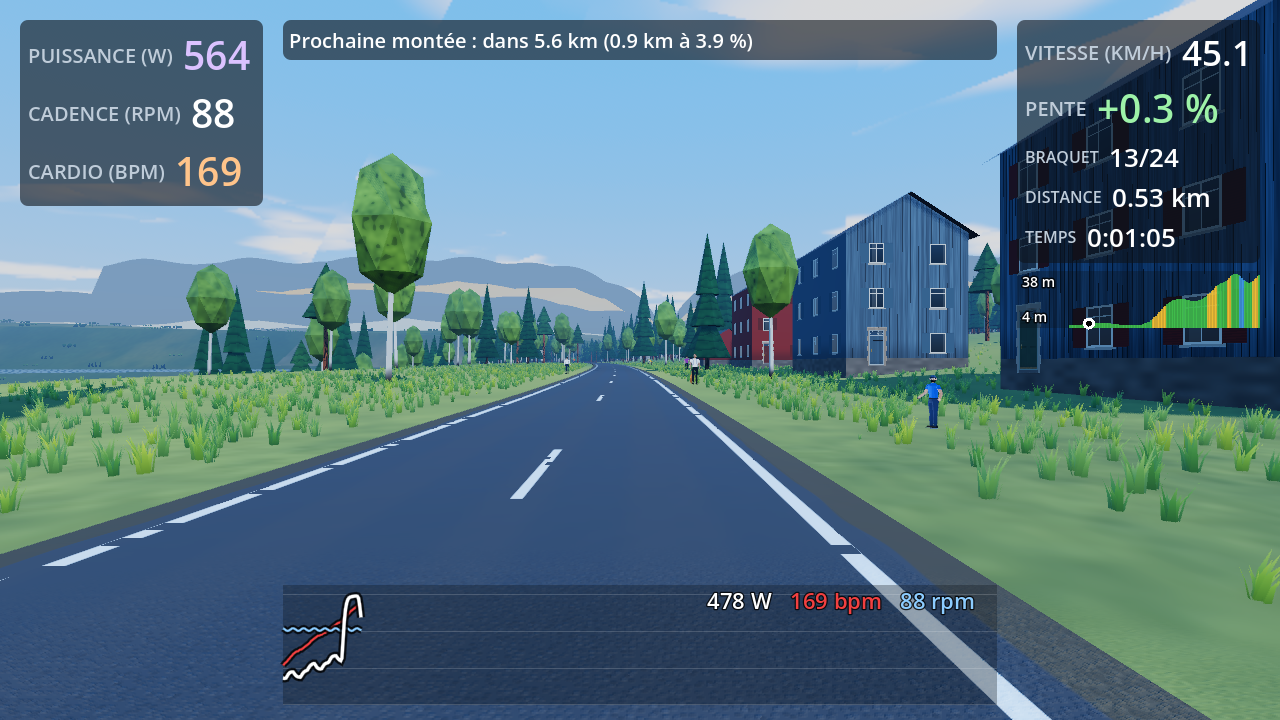 PUISSANCE (W) 564
CADENCE (RPM) 88
CARDIO (BPM) 169
Prochaine montée : dans 5.6 km (0.9 km à 3.9 %)
VITESSE (KM/H) 45.1
PENTE +0.3 %
BRAQUET 13/24
DISTANCE 0.53 km
TEMPS 0:01:05
38 m
4 m
478 W 169 bpm 88 rpm